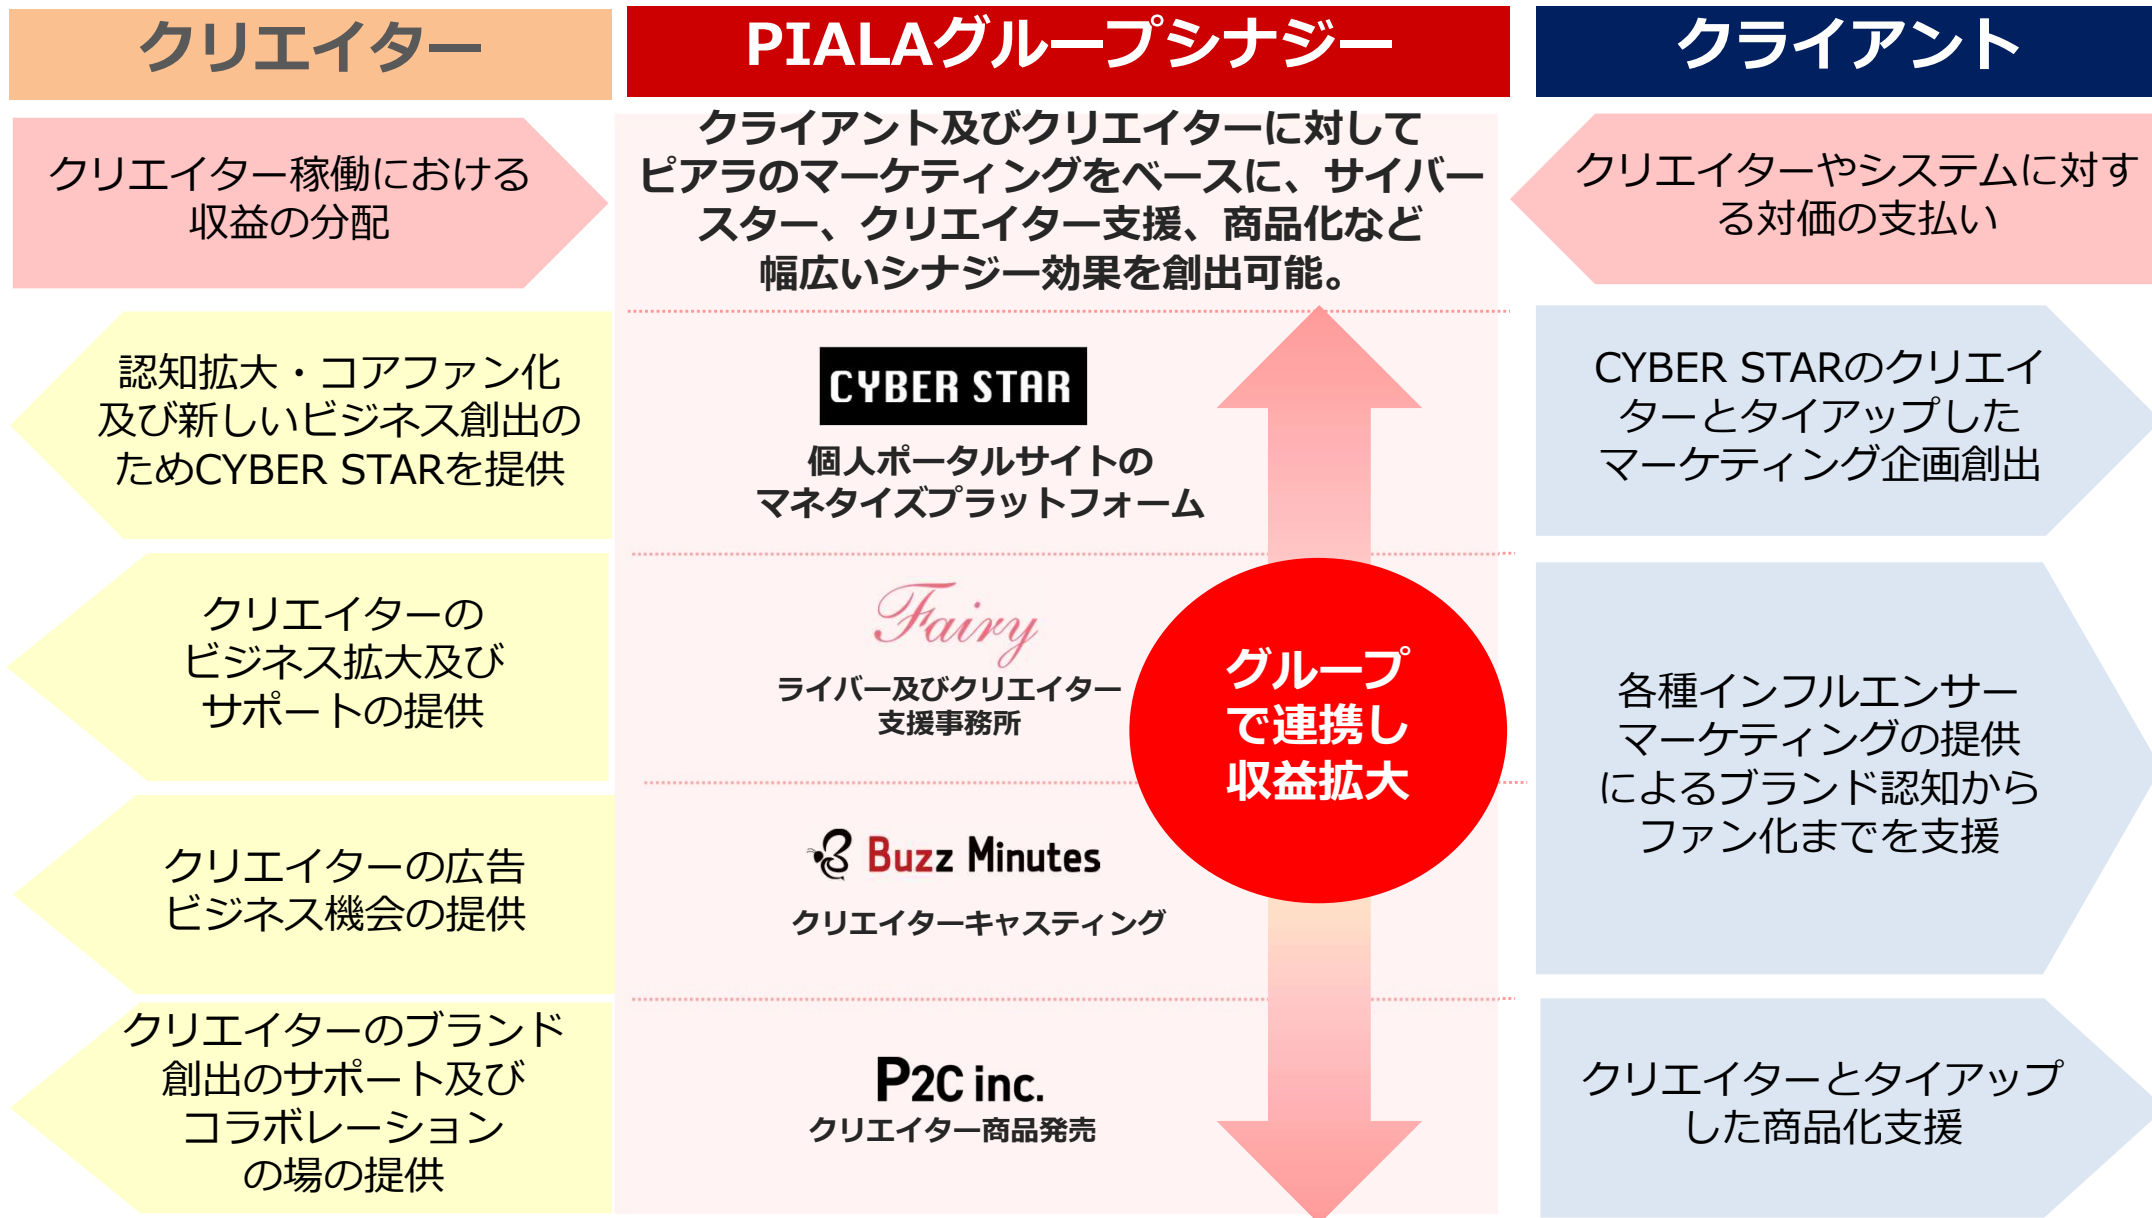 クリエイター
PIALAグループシナジー
クライアント
クリエイター稼働における
収益の分配
クライアント及びクリエイターに対して
ピアラのマーケティングをベースに、サイバー
スター、クリエイター支援、商品化など
幅広いシナジー効果を創出可能。
クリエイターやシステムに対す
る対価の支払い
認知拡大・コアファン化
及び新しいビジネス創出の
ためCYBER STARを提供
CYBER STAR
個人ポータルサイトの
マネタイズプラットフォーム
CYBER STARのクリエイ
ターとタイアップした
マーケティング企画創出
クリエイターの
ビジネス拡大及び
サポートの提供
Fairy
ライバー及びクリエイター
支援事務所
グループ
で連携し
収益拡大
各種インフルエンサー
マーケティングの提供
によるブランド認知から
ファン化までを支援
クリエイターの広告
ビジネス機会の提供
Buzz Minutes
クリエイターキャスティング
クリエイターのブランド
創出のサポート及び
コラボレーション
の場の提供
P2C inc.
クリエイター商品発売
クリエイターとタイアップ
した商品化支援